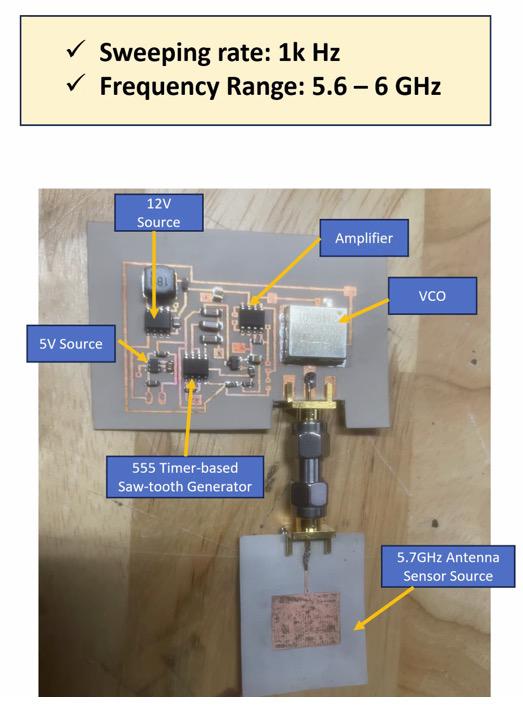 ✓ Sweeping rate: 1k Hz
✓ Frequency Range: 5.6 – 6 GHz
12V
Source
Amplifier
VCO
5V Source
18
555 Timer-based
Saw-tooth Generator
5.7GHz Antenna
Sensor Source